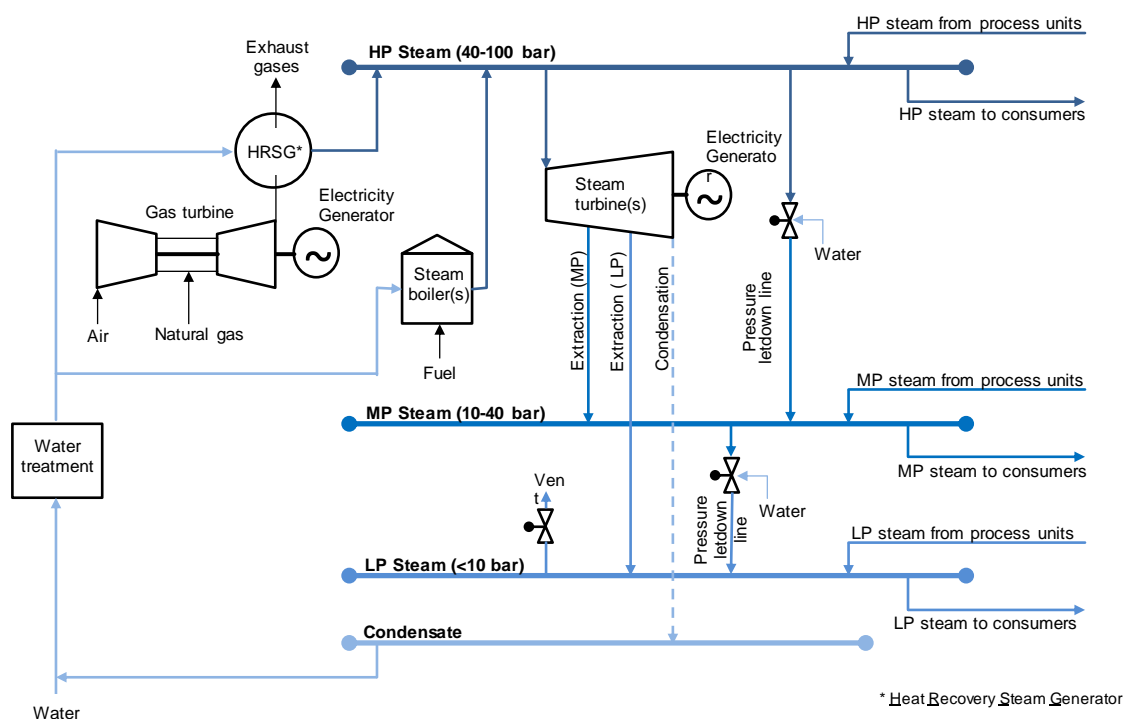 HP steam from process units
Exhaust
gases
HP Steam (40-100 bar)
HP steam to consumers
HRSG*
Electricity
Generato
r
Steam
turbine(s)
Gas turbine
Electricity
Generator
Water
Steam
boiler(s)
Extraction (MP)
Extraction ( LP)
Condensation
Pressure
letdown line
Air
Natural gas
Fuel
MP steam from process units
MP Steam (10-40 bar)
MP steam to consumers
Water
treatment
Ven
t
Water
Pressure
letdown
line
LP steam from process units
LP Steam (<10 bar)
LP steam to consumers
Condensate
Water
* Heat Recovery Steam Generator